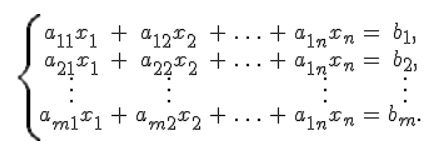 a₁₁x₁ + a₁₂x₂ + … + a₁ₙxₙ = b₁,
a₂₁x₁ + a₂₂x₂ + … + a₁ₙxₙ = b₂,
⋮ ⋮ ⋮ ⋮
aₘ₁x₁ + aₘ₂x₂ + … + a₁ₙxₙ = bₘ.